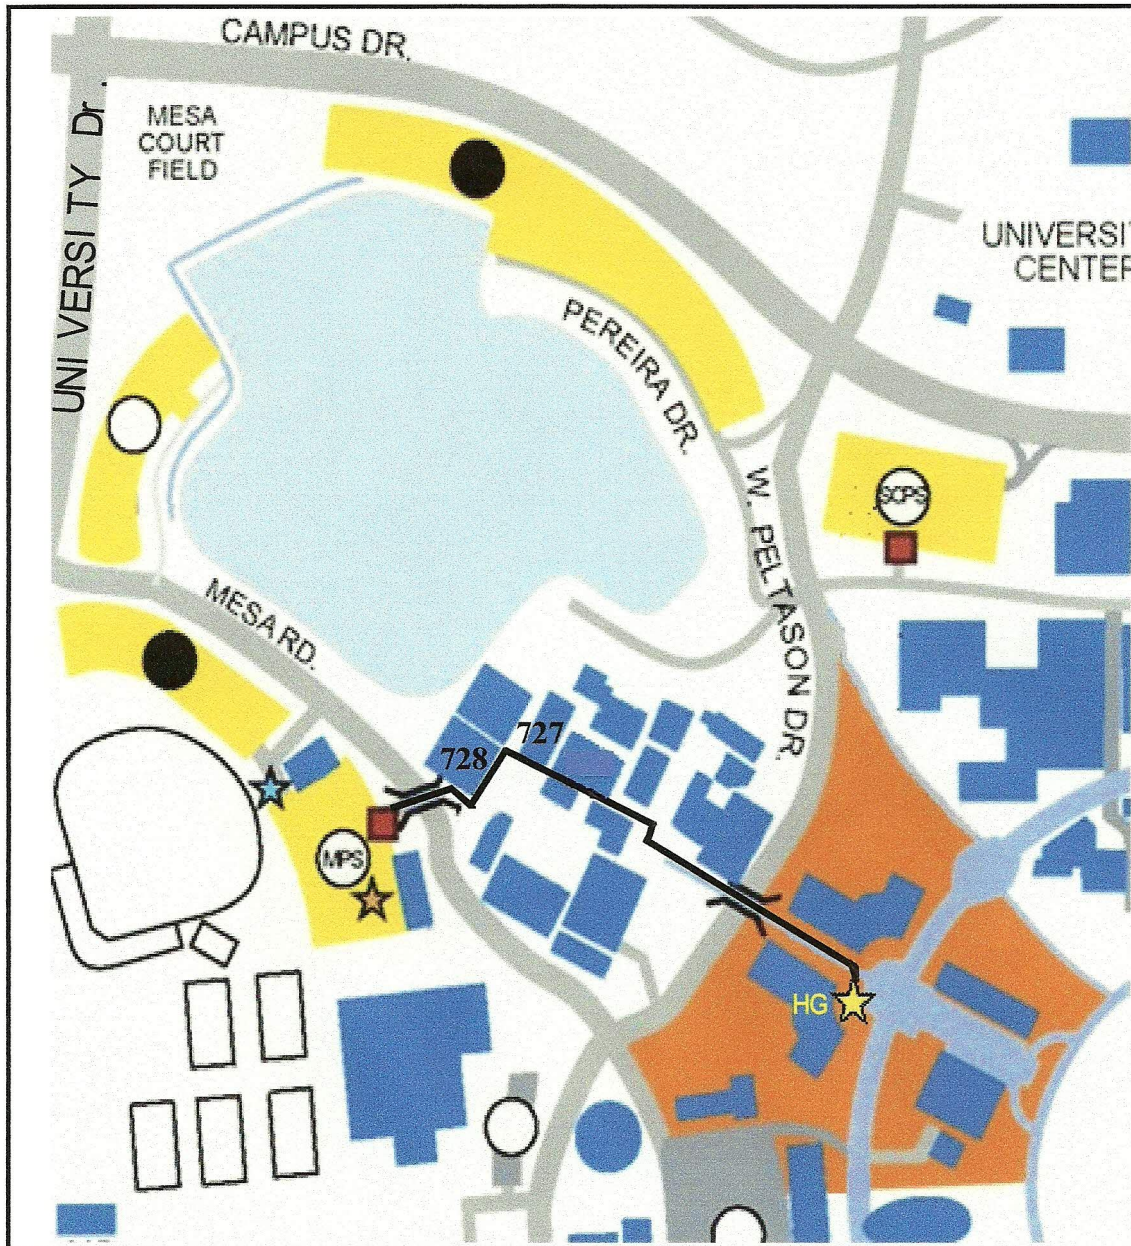 CAMPUS DR.
UNIVERSITY Dr.
MESA
COURT
FIELD
UNIVERSIT
CENTER
PEREIRA DR.
W. PELTASON DR.
SCPS
MESA RD.
727
728
MPS
HG